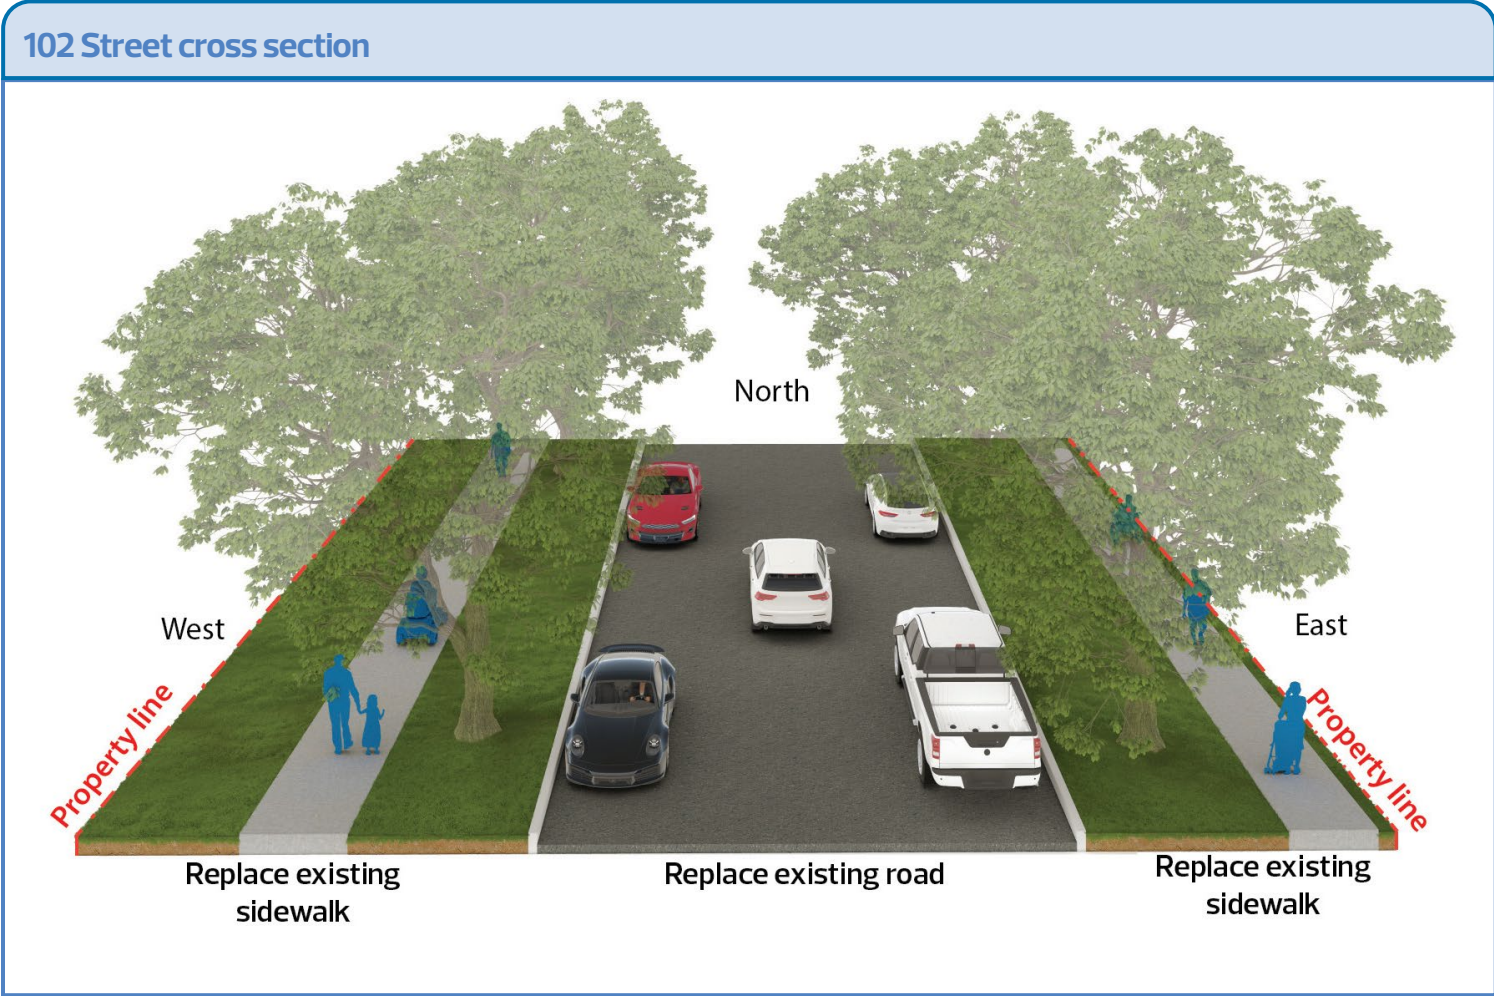 102 Street cross section
North
West
East
Property line
Property line
Replace existing
sidewalk
Replace existing road
Replace existing
sidewalk